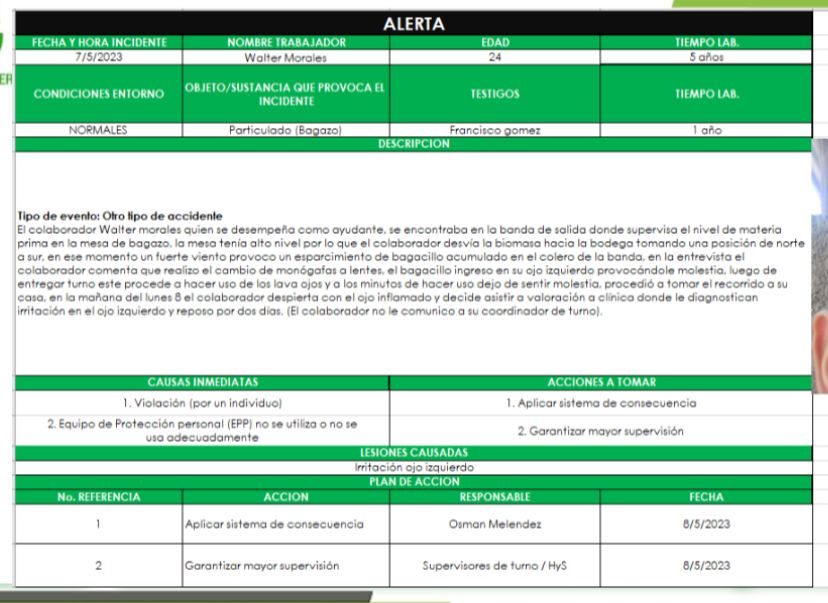 ALERTA
FECHA Y HORA INCIDENTE NOMBRE TRABAJADOR EDAD TIEMPO LAB.
7/5/2023 Walter Morales 24 5 años
CONDICIONES ENTORNO OBJETO/SUSTANCIA QUE PROVOCA EL INCIDENTE TESTIGOS TIEMPO LAB.
NORMALES Particulado (Bagazo) Francisco gomez 1 año
DESCRIPCION
Tipo de evento: Otro tipo de accidente
El colaborador Walter morales quien se desempeña como ayudante, se encontraba en la banda de salida donde supervisa el nivel de materia
prima en la mesa de bagazo, la mesa tenía alto nivel por lo que el colaborador desvía la biomasa hacia la bodega tomando una posición de norte
a sur, en ese momento un fuerte viento provoco un esparcimiento de bagacillo acumulado en el colero de la banda, en la entrevista el
colaborador comenta que realizo el cambio de monógafas a lentes, el bagacillo ingreso en su ojo izquierdo provocándole molestia, luego de
entregar turno este procede a hacer uso de los lava ojos y a los minutos de hacer uso dejo de sentir molestia, procedió a tomar el recorrido a su
casa, en la mañana del lunes 8 el colaborador despierta con el ojo inflamado y decide asistir a valoración a clínica donde le diagnostican
irritación en el ojo izquierdo y reposo por dos días. (El colaborador no le comunico a su coordinador de turno).
CAUSAS INMEDIATAS ACCIONES A TOMAR
1. Violación (por un individuo) 1. Aplicar sistema de consecuencia
2. Equipo de Protección personal (EPP) no se utiliza o no se
usa adecuadamente
2. Garantizar mayor supervisión
LESIONES CAUSADAS
Irritación ojo izquierdo
PLAN DE ACCION
No. REFERENCIA ACCION RESPONSABLE FECHA
1 Aplicar sistema de consecuencia Osman Melendez 8/5/2023
2 Garantizar mayor supervisión Supervisores de turno / HyS 8/5/2023